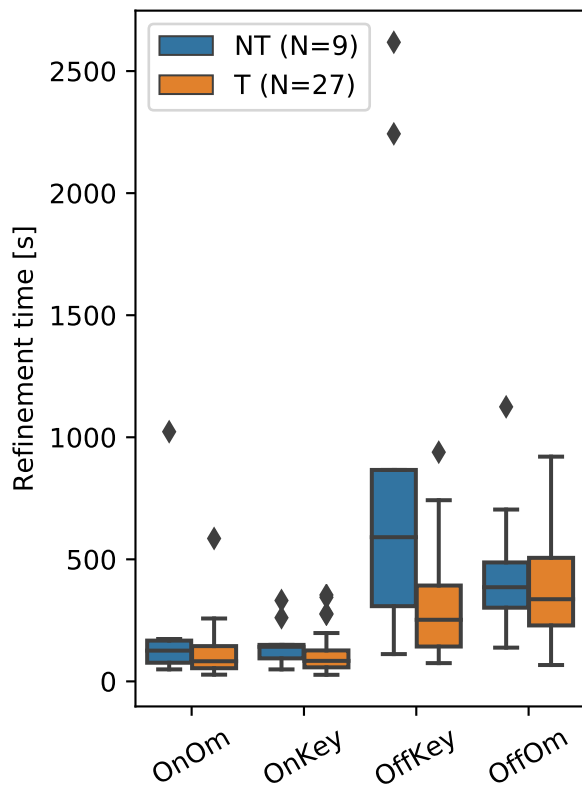 NT (N=9)
T (N=27)
Refinement time [s]
2500
2000
1500
1000
500
0
OnOm
OnKey
OffKey
OffOm